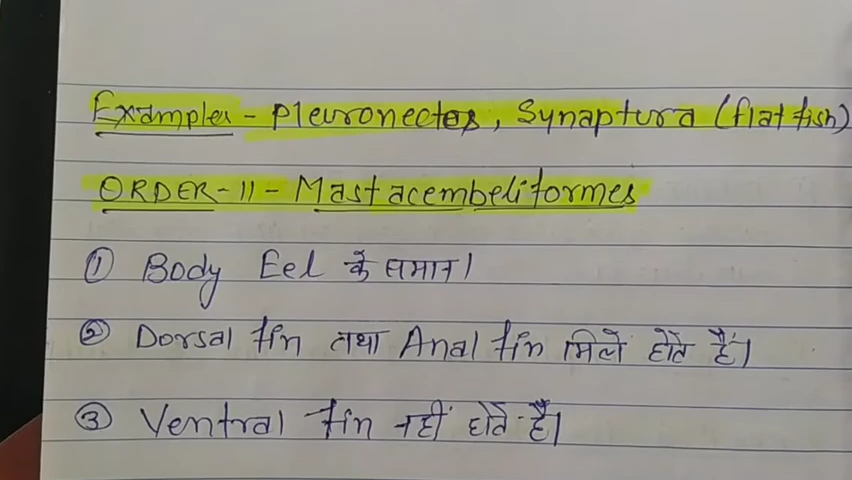 Examples - Pleuronectes, Synaptura (flat fish)
ORDER-11 - Mastacembeliformes
① Body Eel के समान।
② Dorsal fin तथा Anal fin मिले होते हैं।
③ Ventral fin नहीं होते हैं।